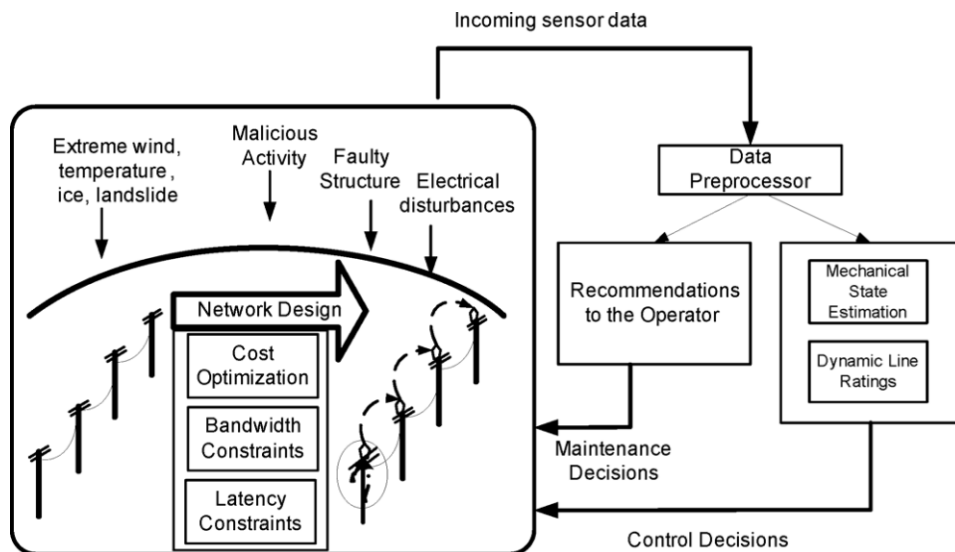 Incoming sensor data
Extreme wind,
temperature ,
ice, landslide
Malicious
Activity
Faulty
Structure
Electrical
disturbances
Data
Preprocessor
Network Design
Cost
Optimization
Bandwidth
Constraints
Latency
Constraints
Recommendations
to the Operator
Mechanical
State
Estimation
Dynamic Line
Ratings
Maintenance
Decisions
Control Decisions